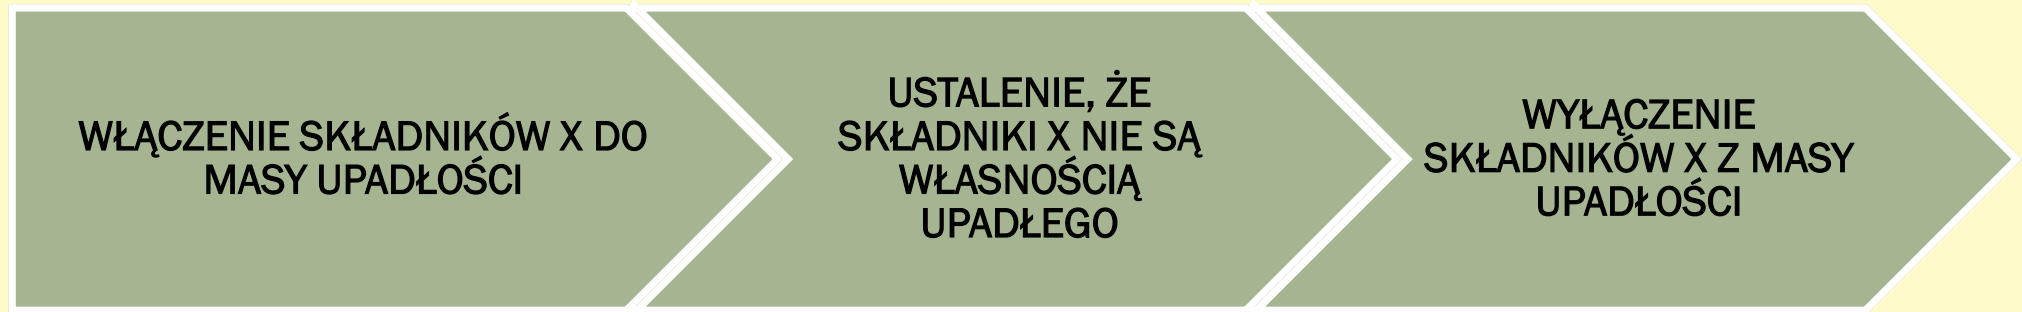 WŁĄCZENIE SKŁADNIKÓW X DO
MASY UPADŁOŚCI
USTALENIE, ŻE
SKŁADNIKI X NIE SĄ
WŁASNOŚCIĄ
UPADŁEGO
WYŁĄCZENIE
SKŁADNIKÓW X Z MASY
UPADŁOŚCI